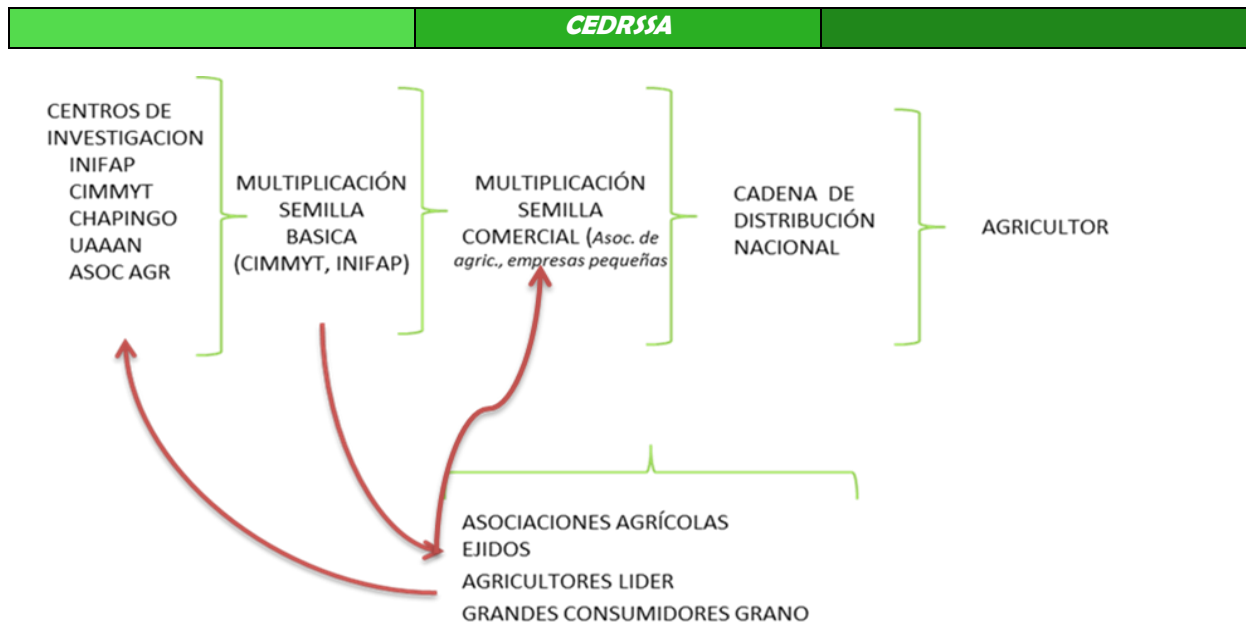 CEDRSSA
CENTROS DE
INVESTIGACION
INIFAP
CIMMYT
CHAPINGO
UAAAN
ASOC AGR
MULTIPLICACIÓN
SEMILLA
BASICA
(CIMMYT, INIFAP)
MULTIPLICACIÓN
SEMILLA
COMERCIAL (Asoc. de
agric., empresas pequeñas
CADENA DE
DISTRIBUCIÓN
NACIONAL
AGRICULTOR
ASOCIACIONES AGRÍCOLAS
EJIDOS
AGRICULTORES LIDER
GRANDES CONSUMIDORES GRANO